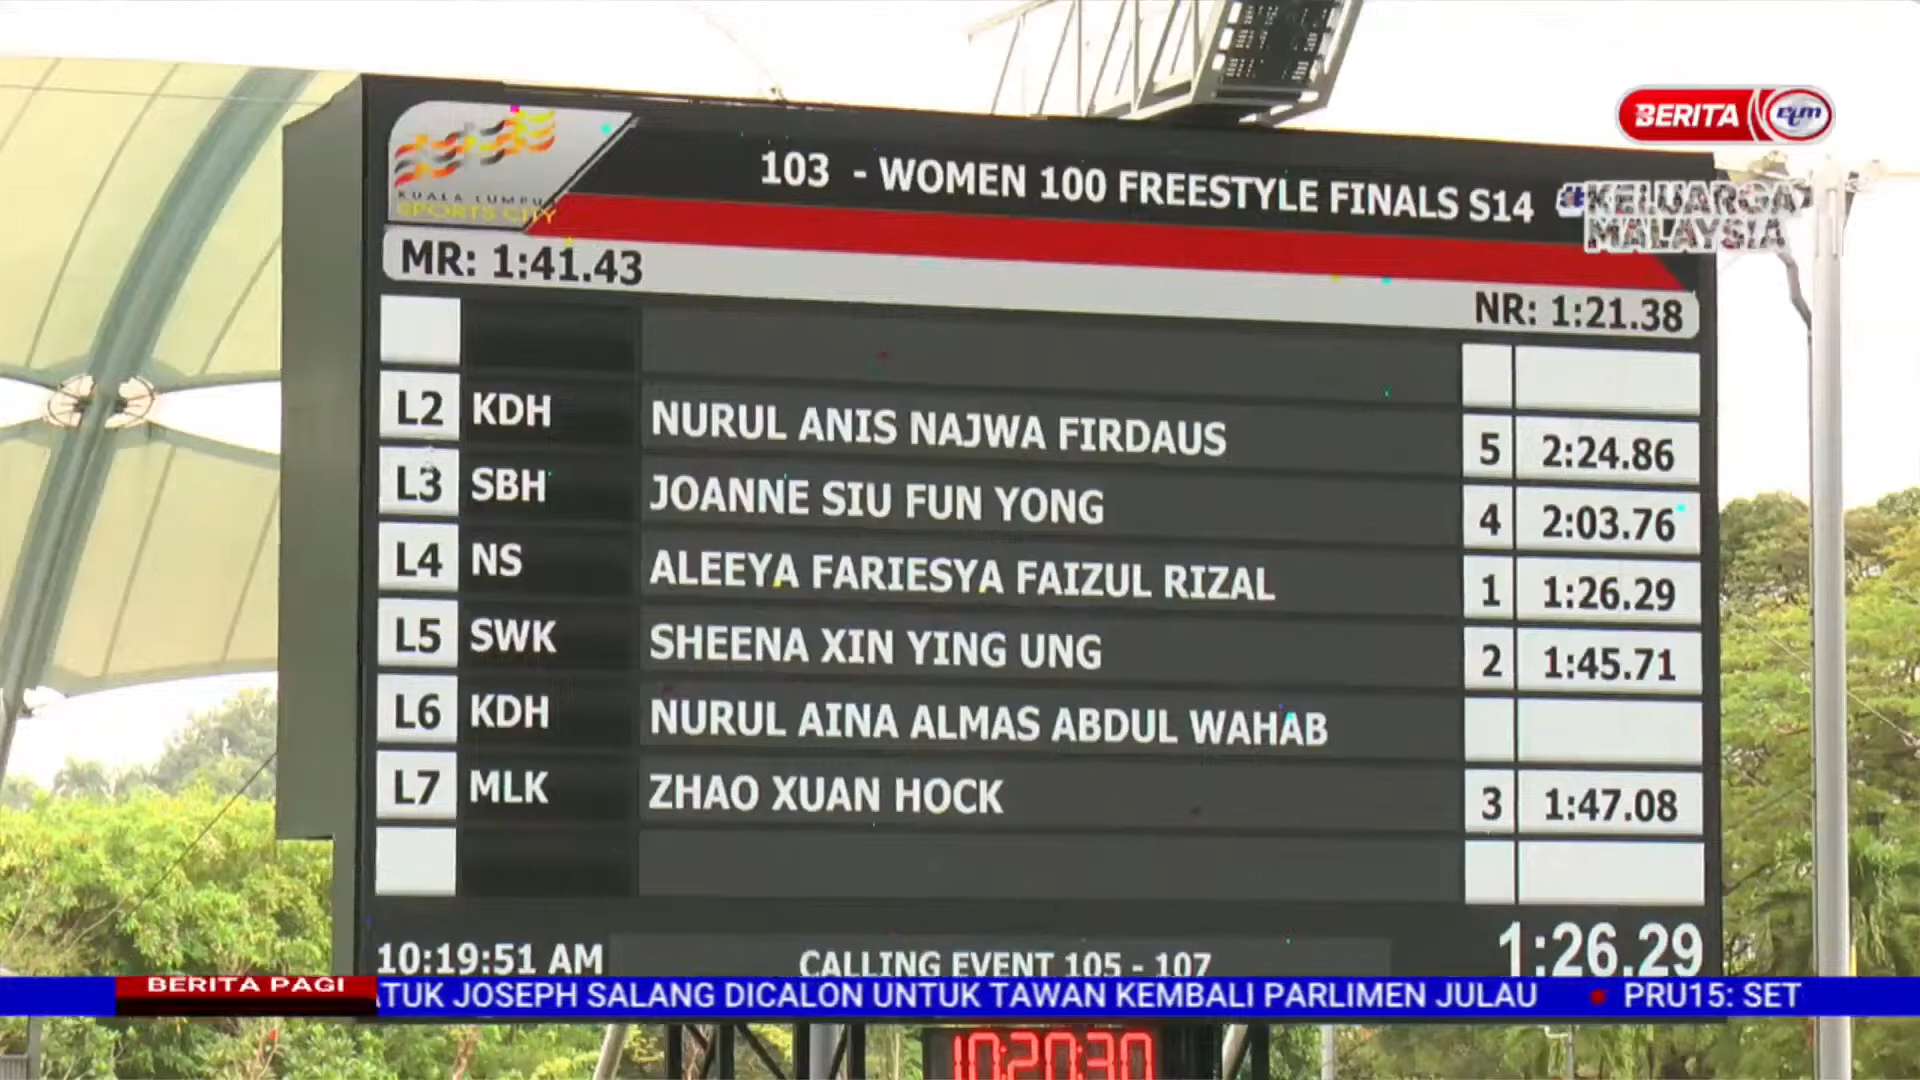 BERITA rtm
#KELUARGA
MALAYSIA
KUALA LUMPUR
SPORTS CITY
103 - WOMEN 100 FREESTYLE FINALS S14
MR: 1:41.43
NR: 1:21.38
L2 KDH NURUL ANIS NAJWA FIRDAUS 5 2:24.86
L3 SBH JOANNE SIU FUN YONG 4 2:03.76
L4 NS ALEEYA FARIESYA FAIZUL RIZAL 1 1:26.29
L5 SWK SHEENA XIN YING UNG 2 1:45.71
L6 KDH NURUL AINA ALMAS ABDUL WAHAB
L7 MLK ZHAO XUAN HOCK 3 1:47.08
10:19:51 AM CALLING EVENT 105 - 107 1:26.29
BERITA PAGI
ATUK JOSEPH SALANG DICALON UNTUK TAWAN KEMBALI PARLIMEN JULAU • PRU15: SET
10:20:30